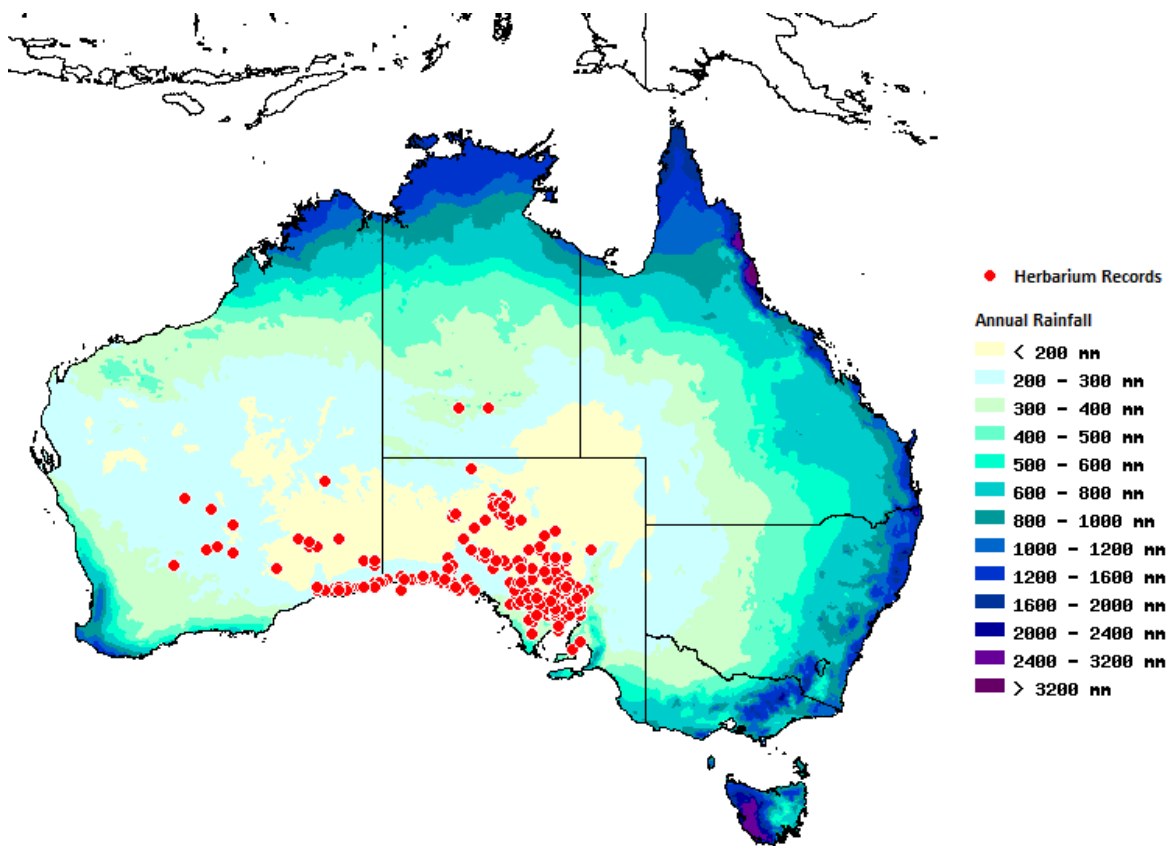 Herbarium Records
Annual Rainfall
< 200 mm
200 - 300 mm
300 - 400 mm
400 - 500 mm
500 - 600 mm
600 - 800 mm
800 - 1000 mm
1000 - 1200 mm
1200 - 1600 mm
1600 - 2000 mm
2000 - 2400 mm
2400 - 3200 mm
> 3200 mm